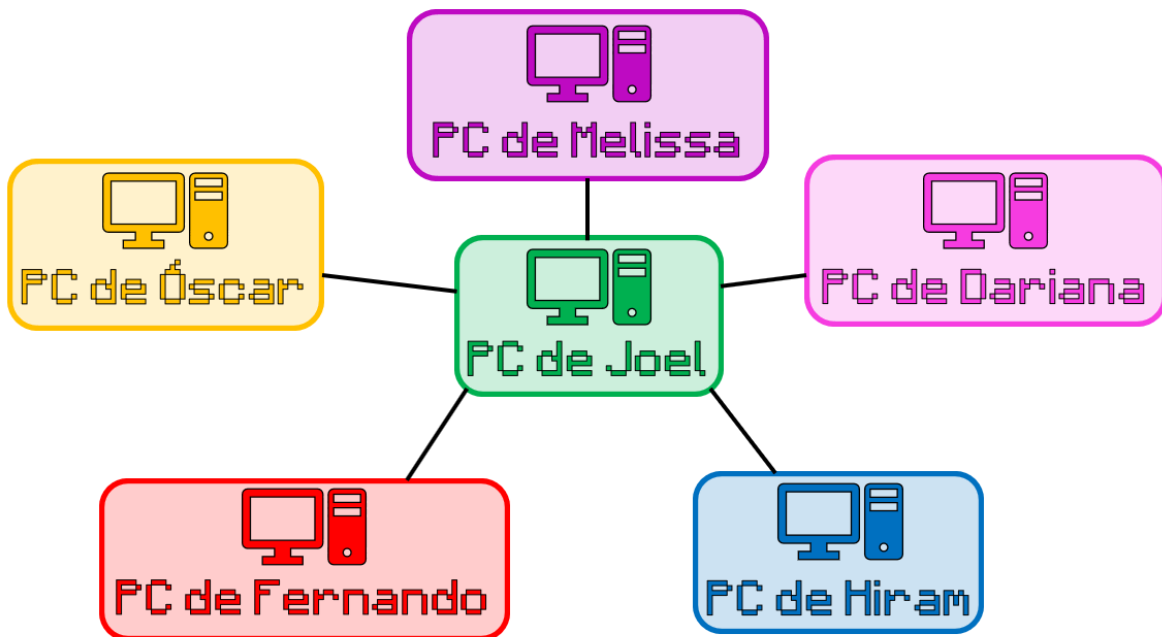 PC de Melissa
PC de Óscar
PC de Dariana
PC de Joel
PC de Fernando
PC de Hiram